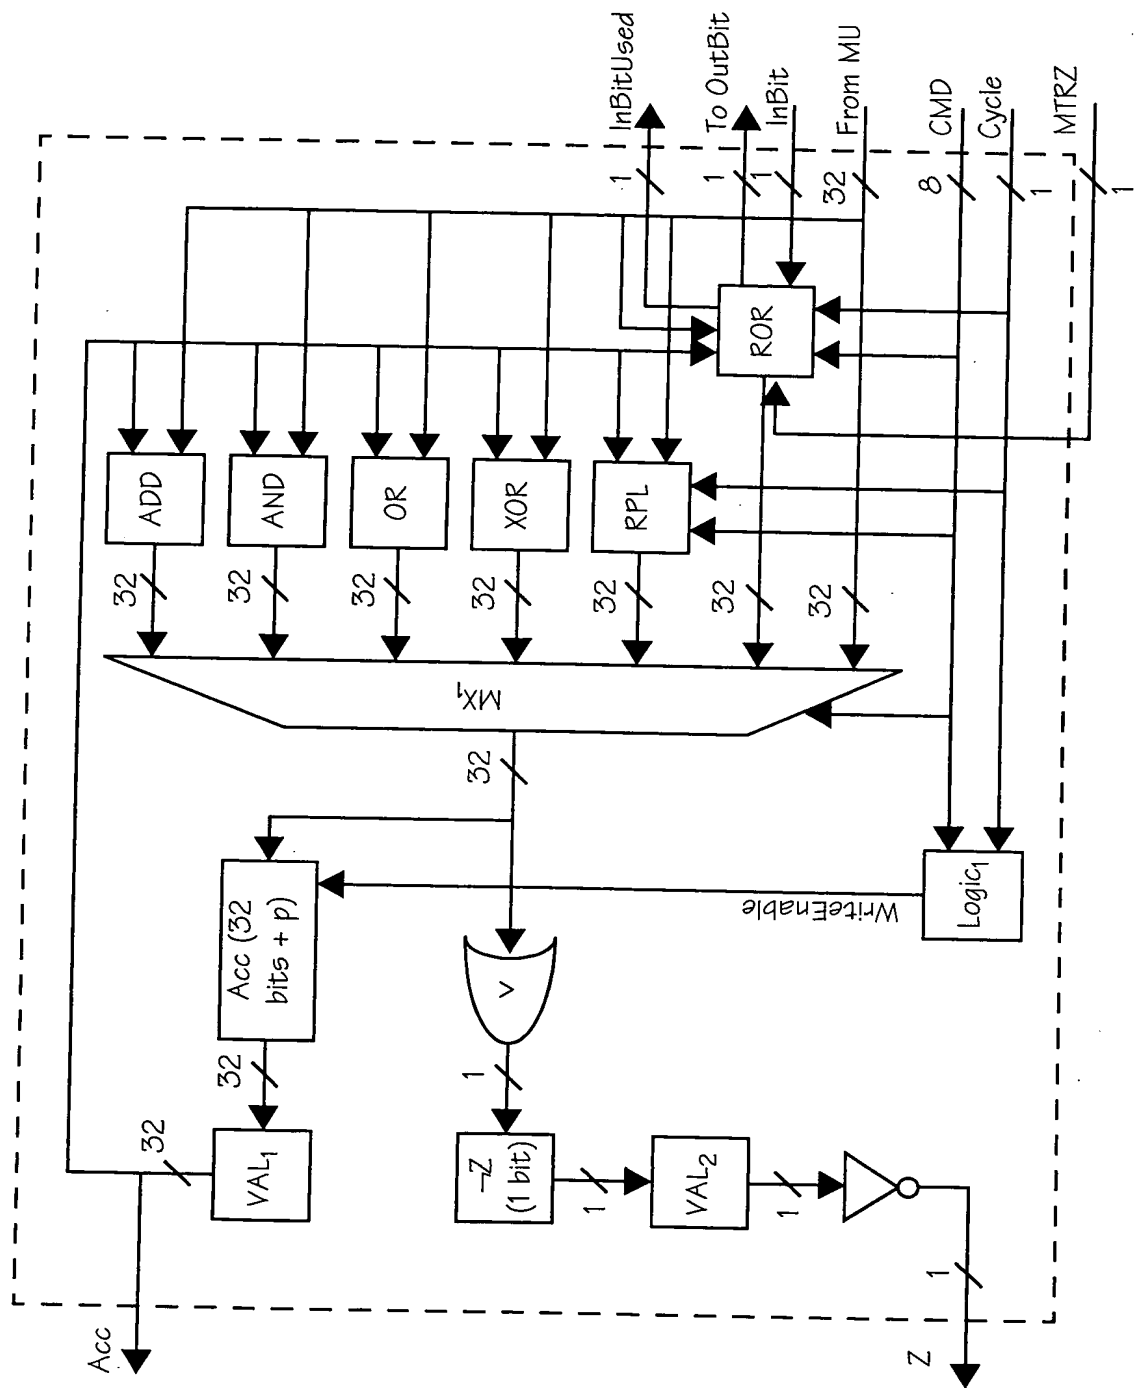 InBitUsed
To OutBit
InBit
From MU
CMD
Cycle
MTRZ
1
1
1
32
8
1
1
ROR
ADD
AND
OR
XOR
RPL
32
32
32
32
32
32
32
MX1
32
Acc (32
bits + p)
WriteEnable
Logic1
V
32
1
32
VAL1
¬Z
(1 bit)
1
VAL2
1
1
Acc
Z